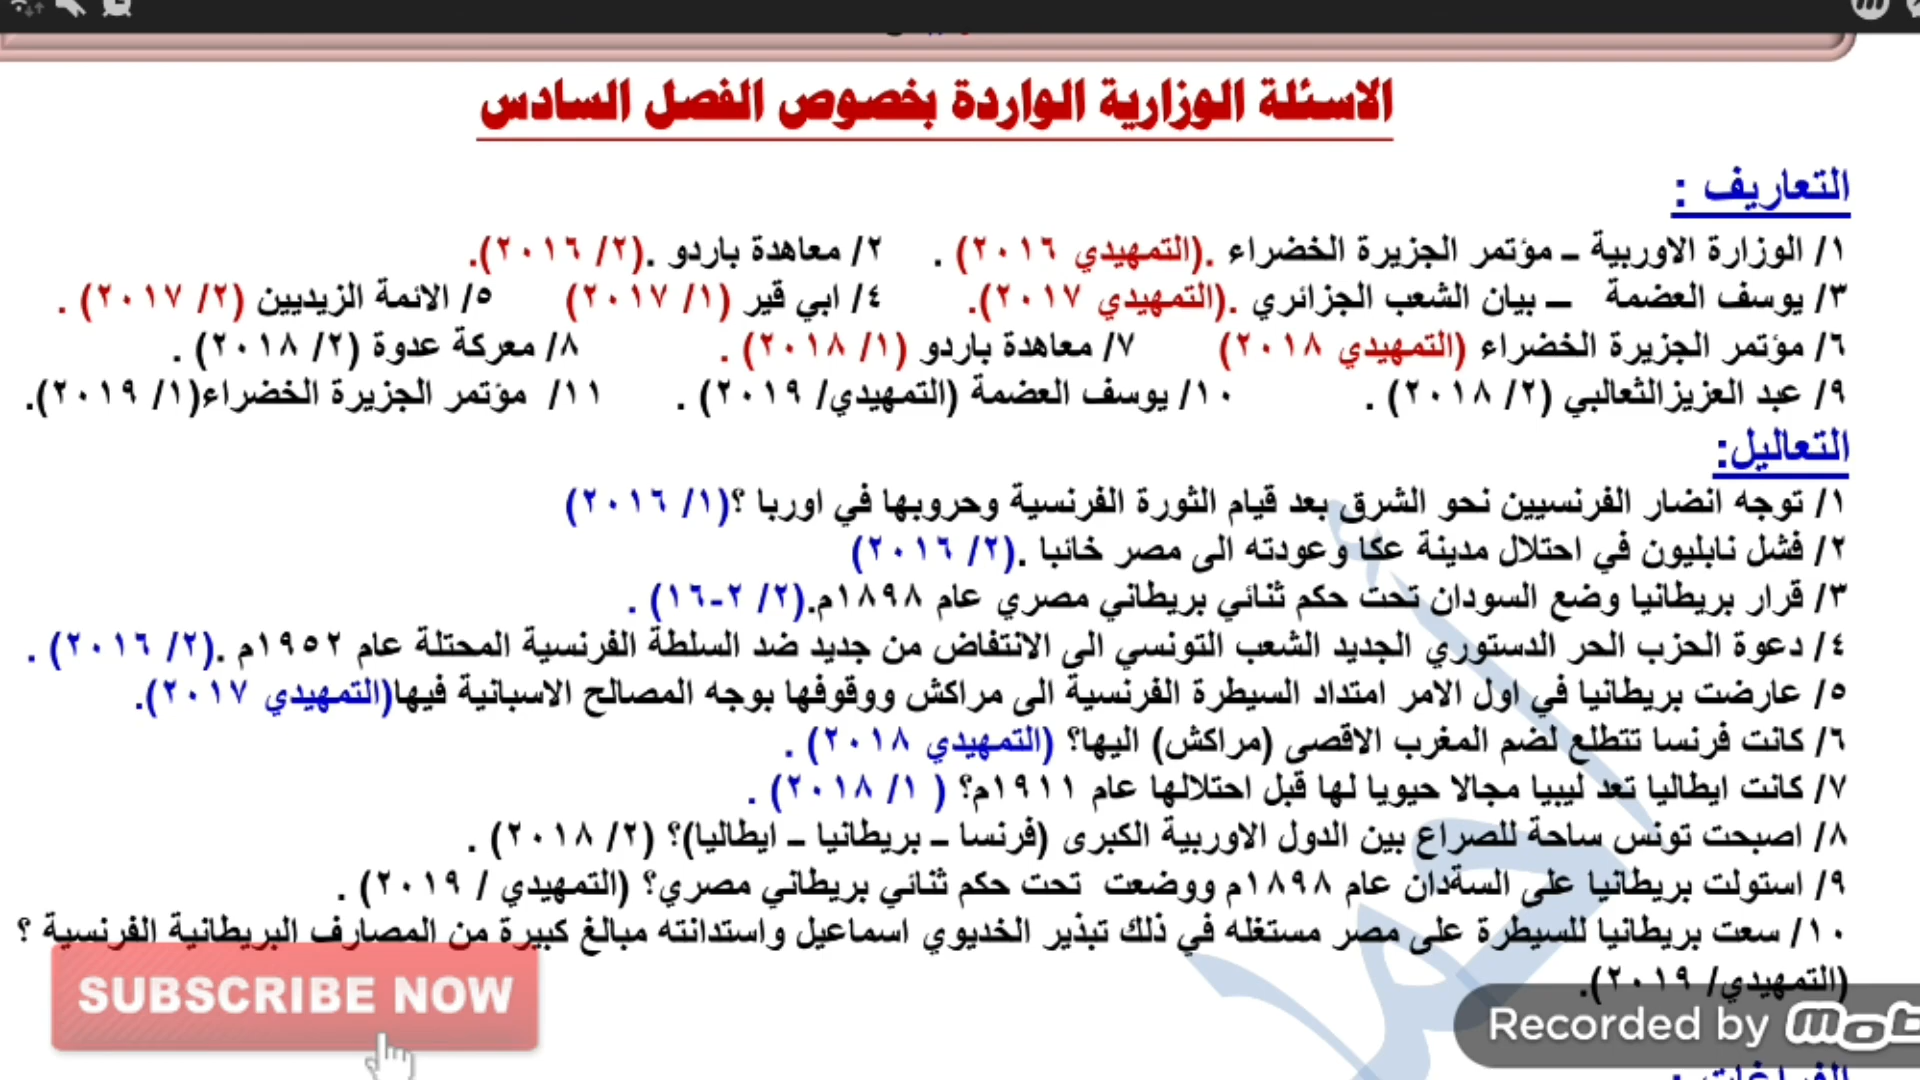 الاسئلة الوزارية الواردة بخصوص الفصل السادس
التعاريف :
١/ الوزارة الاوربية – مؤتمر الجزيرة الخضراء .(التمهيدي ٢٠١٦) . ٢/ معاهدة باردو .(٢/ ٢٠١٦).
٣/ يوسف العضمة – بيان الشعب الجزائري .(التمهيدي ٢٠١٧). ٤/ ابي قير (١/ ٢٠١٧) ٥/ الائمة الزيديين (٢/ ٢٠١٧) .
٦/ مؤتمر الجزيرة الخضراء (التمهيدي ٢٠١٨) ٧/ معاهدة باردو (١/ ٢٠١٨) . ٨/ معركة عدوة (٢/ ٢٠١٨) .
٩/ عبد العزيزالثعالبي (٢/ ٢٠١٨) . ١٠/ يوسف العضمة (التمهيدي/ ٢٠١٩) . ١١/ مؤتمر الجزيرة الخضراء(١/ ٢٠١٩).
التعاليل:
١/ توجه انضار الفرنسيين نحو الشرق بعد قيام الثورة الفرنسية وحروبها في اوربا ؟(١/ ٢٠١٦)
٢/ فشل نابليون في احتلال مدينة عكا وعودته الى مصر خائبا .(٢/ ٢٠١٦)
٣/ قرار بريطانيا وضع السودان تحت حكم ثنائي بريطاني مصري عام ١٨٩٨م.(٢/ ٢-١٦) .
٤/ دعوة الحزب الحر الدستوري الجديد الشعب التونسي الى الانتفاض من جديد ضد السلطة الفرنسية المحتلة عام ١٩٥٢م .(٢/ ٢٠١٦) .
٥/ عارضت بريطانيا في اول الامر امتداد السيطرة الفرنسية الى مراكش ووقوفها بوجه المصالح الاسبانية فيها(التمهيدي ٢٠١٧).
٦/ كانت فرنسا تتطلع لضم المغرب الاقصى (مراكش) اليها؟ (التمهيدي ٢٠١٨) .
٧/ كانت ايطاليا تعد ليبيا مجالا حيويا لها قبل احتلالها عام ١٩١١م؟ ( ١/ ٢٠١٨) .
٨/ اصبحت تونس ساحة للصراع بين الدول الاوربية الكبرى (فرنسا – بريطانيا – ايطاليا)؟ (٢/ ٢٠١٨) .
٩/ استولت بريطانيا على السةدان عام ١٨٩٨م ووضعت تحت حكم ثنائي بريطاني مصري؟ (التمهيدي / ٢٠١٩) .
١٠/ سعت بريطانيا للسيطرة على مصر مستغله في ذلك تبذير الخديوي اسماعيل واستدانته مبالغ كبيرة من المصارف البريطانية الفرنسية ؟
(التمهيدي/ ٢٠١٩).
SUBSCRIBE NOW
Recorded by